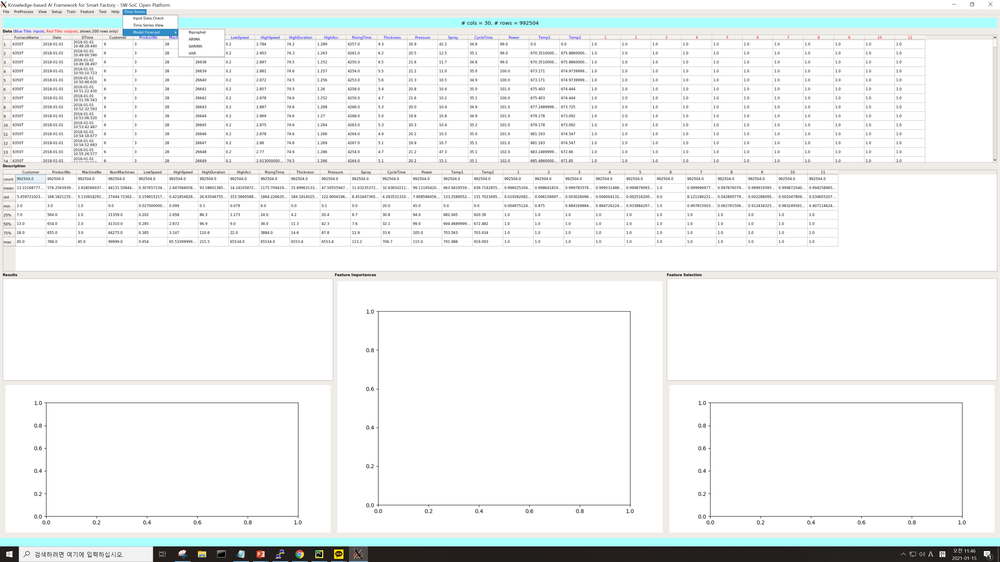 Knowledge-based AI Framework for Smart Factory - SW-SoC Open Platform
File PreProcess View Setup Train Feature Test Help Time Series
Input Data Check
Time Series View
Model Forecast
fbprophet
ARIMA
SARIMA
VAR
# cols = 30, # rows = 992504
Data (Blue Title: inputs, Red Title: outputs, shows 200 rows only)
FurnaceName Date DTime Customer ProductNo Mach LowSpeed HighSpeed HighDuration HighAcc RisingTime Thickness Pressure Spray CycleTime Power Temp1 Temp2 1 2 3 4 5 6 7 8 9 10 11
1 6350T 2018-01-01 2018-01-01 10:48:28.440 6 3 28 0.2 2.784 74.2 1.289 4257.0 9.3 20.9 42.2 34.8 99.0 0.0 0.0 1.0 1.0 1.0 1.0 1.0 1.0 1.0 1.0 1.0 1.0 1.0
2 6350T 2018-01-01 2018-01-01 10:49:00.590 6 3 28 0.2 2.903 74.3 1.263 4261.0 6.2 20.5 12.5 35.1 99.0 670.3510000... 675.8860000... 1.0 1.0 1.0 1.0 1.0 1.0 1.0 1.0 1.0 1.0 1.0
3 6350T 2018-01-01 2018-01-01 10:49:38.497 6 3 28 26638 0.2 2.897 74.5 1.252 4250.0 6.5 21.6 11.7 34.8 99.0 670.3510000... 675.8860000... 1.0 1.0 1.0 1.0 1.0 1.0 1.0 1.0 1.0 1.0 1.0
4 6350T 2018-01-01 2018-01-01 10:50:10.723 6 3 28 26639 0.2 2.881 74.6 1.257 4254.0 5.5 21.2 11.0 35.0 100.0 673.171 674.9739999... 1.0 1.0 1.0 1.0 1.0 1.0 1.0 1.0 1.0 1.0 1.0
5 6350T 2018-01-01 2018-01-01 10:50:46.630 6 3 28 26640 0.2 2.872 74.5 1.256 4253.0 5.6 21.3 10.5 34.9 100.0 673.171 674.9739999... 1.0 1.0 1.0 1.0 1.0 1.0 1.0 1.0 1.0 1.0 1.0
6 6350T 2018-01-01 2018-01-01 10:51:22.430 6 3 28 26641 0.2 2.857 74.5 1.26 4258.0 5.4 20.8 10.4 35.0 100.0 675.403 674.444 1.0 1.0 1.0 1.0 1.0 1.0 1.0 1.0 1.0 1.0 1.0
7 6350T 2018-01-01 2018-01-01 10:51:56.543 6 3 28 26642 0.2 2.878 74.6 1.252 4250.0 4.7 21.6 10.2 35.1 100.0 675.403 674.444 1.0 1.0 1.0 1.0 1.0 1.0 1.0 1.0 1.0 1.0 1.0
8 6350T 2018-01-01 2018-01-01 10:52:32.593 6 3 28 26643 0.2 2.887 74.6 1.268 4266.0 5.3 20.0 10.4 34.9 101.0 677.2489999... 673.725 1.0 1.0 1.0 1.0 1.0 1.0 1.0 1.0 1.0 1.0 1.0
9 6350T 2018-01-01 2018-01-01 10:53:06.520 6 3 28 26644 0.2 2.869 74.6 1.27 4268.0 5.0 19.8 10.8 34.9 101.0 679.178 673.092 1.0 1.0 1.0 1.0 1.0 1.0 1.0 1.0 1.0 1.0 1.0
10 6350T 2018-01-01 2018-01-01 10:53:42.487 6 3 28 26645 0.2 2.875 74.6 1.264 4263.0 5.3 20.3 10.4 35.2 101.0 679.178 673.092 1.0 1.0 1.0 1.0 1.0 1.0 1.0 1.0 1.0 1.0 1.0
11 6350T 2018-01-01 2018-01-01 10:54:18.677 6 3 28 26646 0.2 2.878 74.6 1.266 4264.0 4.9 20.2 10.5 35.0 101.0 681.193 674.547 1.0 1.0 1.0 1.0 1.0 1.0 1.0 1.0 1.0 1.0 1.0
12 6350T 2018-01-01 2018-01-01 10:54:52.683 6 3 28 26647 0.2 2.86 74.6 1.269 4267.0 5.1 19.9 10.7 35.1 101.0 681.193 674.547 1.0 1.0 1.0 1.0 1.0 1.0 1.0 1.0 1.0 1.0 1.0
13 6350T 2018-01-01 2018-01-01 10:55:26.577 6 3 28 26648 0.2 2.77 74.6 1.286 4254.0 4.7 21.2 47.3 35.1 102.0 683.2489999... 672.66 1.0 1.0 1.0 1.0 1.0 1.0 1.0 1.0 1.0 1.0 1.0
14 6350T 2018-01-01 2018-01-01 6 3 28 26649 0.2 2.913000000... 74.5 1.266 4264.0 5.1 20.2 15.1 35.1 102.0 685.4860000... 671.85 1.0 1.0 1.0 1.0 1.0 1.0 1.0 1.0 1.0 1.0 1.0
Description
Customer ProductNo MachineNo NumMachines LowSpeed HighSpeed HighDuration HighAcc RisingTime Thickness Pressure Spray CycleTime Power Temp1 Temp2 1 2 3 4 5 6 7 8 9 10 11
count 992504.0 992504.0 992504.0 992504.0 992504.0 992504.0 992504.0 992504.0 992504.0 992504.0 992504.0 992504.0 992504.0 992504.0 992504.0 992504.0 992504.0 992504.0 992504.0 992504.0 992504.0 992504.0 992504.0 992504.0 992504.0 992504.0 992504.0
mean 13.22168777... 576.2563939... 2.828566937... 44131.50844... 0.307657234... 2.847084058... 93.58601385... 14.24105872... 1175.709419... 15.89963133... 47.50555947... 11.63235372... 32.63650211... 99.11195420... 663.9419559... 639.7182855... 0.996025204... 0.998641819... 0.999783376... 0.999531488... 0.999879093... 1.0 0.999996977... 0.997876079... 0.999919395... 0.999872040... 0.994258965...
std 5.459721023... 168.1821235... 5.110918291... 27444.72362... 0.159915217... 0.421854828... 26.63546755... 315.5660588... 1864.226635... 184.1914025... 122.9004196... 8.451647365... 4.283531310... 7.808596456... 133.2589052... 131.7023495... 0.019392082... 0.006156697... 0.003026096... 0.006004131... 0.002516200... 0.0 8.121186221... 0.042800779... 0.002286095... 0.001047809... 0.034655207...
min 2.0 3.0 1.0 0.0 0.027000000... 0.099 0.1 0.079 6.0 0.0 0.1 0.0 20.0 45.0 0.0 0.0 0.004975124... 0.875 0.884169884... 0.884726224... 0.933884297... 1.0 0.997815003... 0.062761506... 0.912434325... 0.983249581... 0.407114624...
25% 7.0 564.0 1.0 21359.0 0.202 2.658 86.3 1.173 24.0 4.2 20.4 6.7 30.8 94.0 682.045 620.39 1.0 1.0 1.0 1.0 1.0 1.0 1.0 1.0 1.0 1.0 1.0
50% 13.0 654.0 2.0 41310.0 0.285 2.872 96.9 9.0 38.0 11.3 42.3 7.6 32.1 99.0 694.4689999... 672.482 1.0 1.0 1.0 1.0 1.0 1.0 1.0 1.0 1.0 1.0 1.0
75% 18.0 655.0 3.0 64275.0 0.385 3.147 110.6 22.0 3884.0 14.6 67.8 11.9 33.6 105.0 703.563 703.434 1.0 1.0 1.0 1.0 1.0 1.0 1.0 1.0 1.0 1.0 1.0
max 45.0 788.0 45.0 99999.0 0.954 65.53399999... 215.5 65534.0 65534.0 6553.4 6553.4 113.2 706.7 115.0 791.988 919.093 1.0 1.0 1.0 1.0 1.0 1.0 1.0 1.0 1.0 1.0 1.0
Results Feature Importances Feature Selection
1.0
0.8
0.6
0.4
0.2
0.0
0.0 0.2 0.4 0.6 0.8 1.0
1.0
0.8
0.6
0.4
0.2
0.0
0.0 0.2 0.4 0.6 0.8 1.0
1.0
0.8
0.6
0.4
0.2
0.0
0.0 0.2 0.4 0.6 0.8 1.0
검색하려면 여기에 입력하십시오.
PC
TALK
A 한
오전 11:46
2021-01-15
1